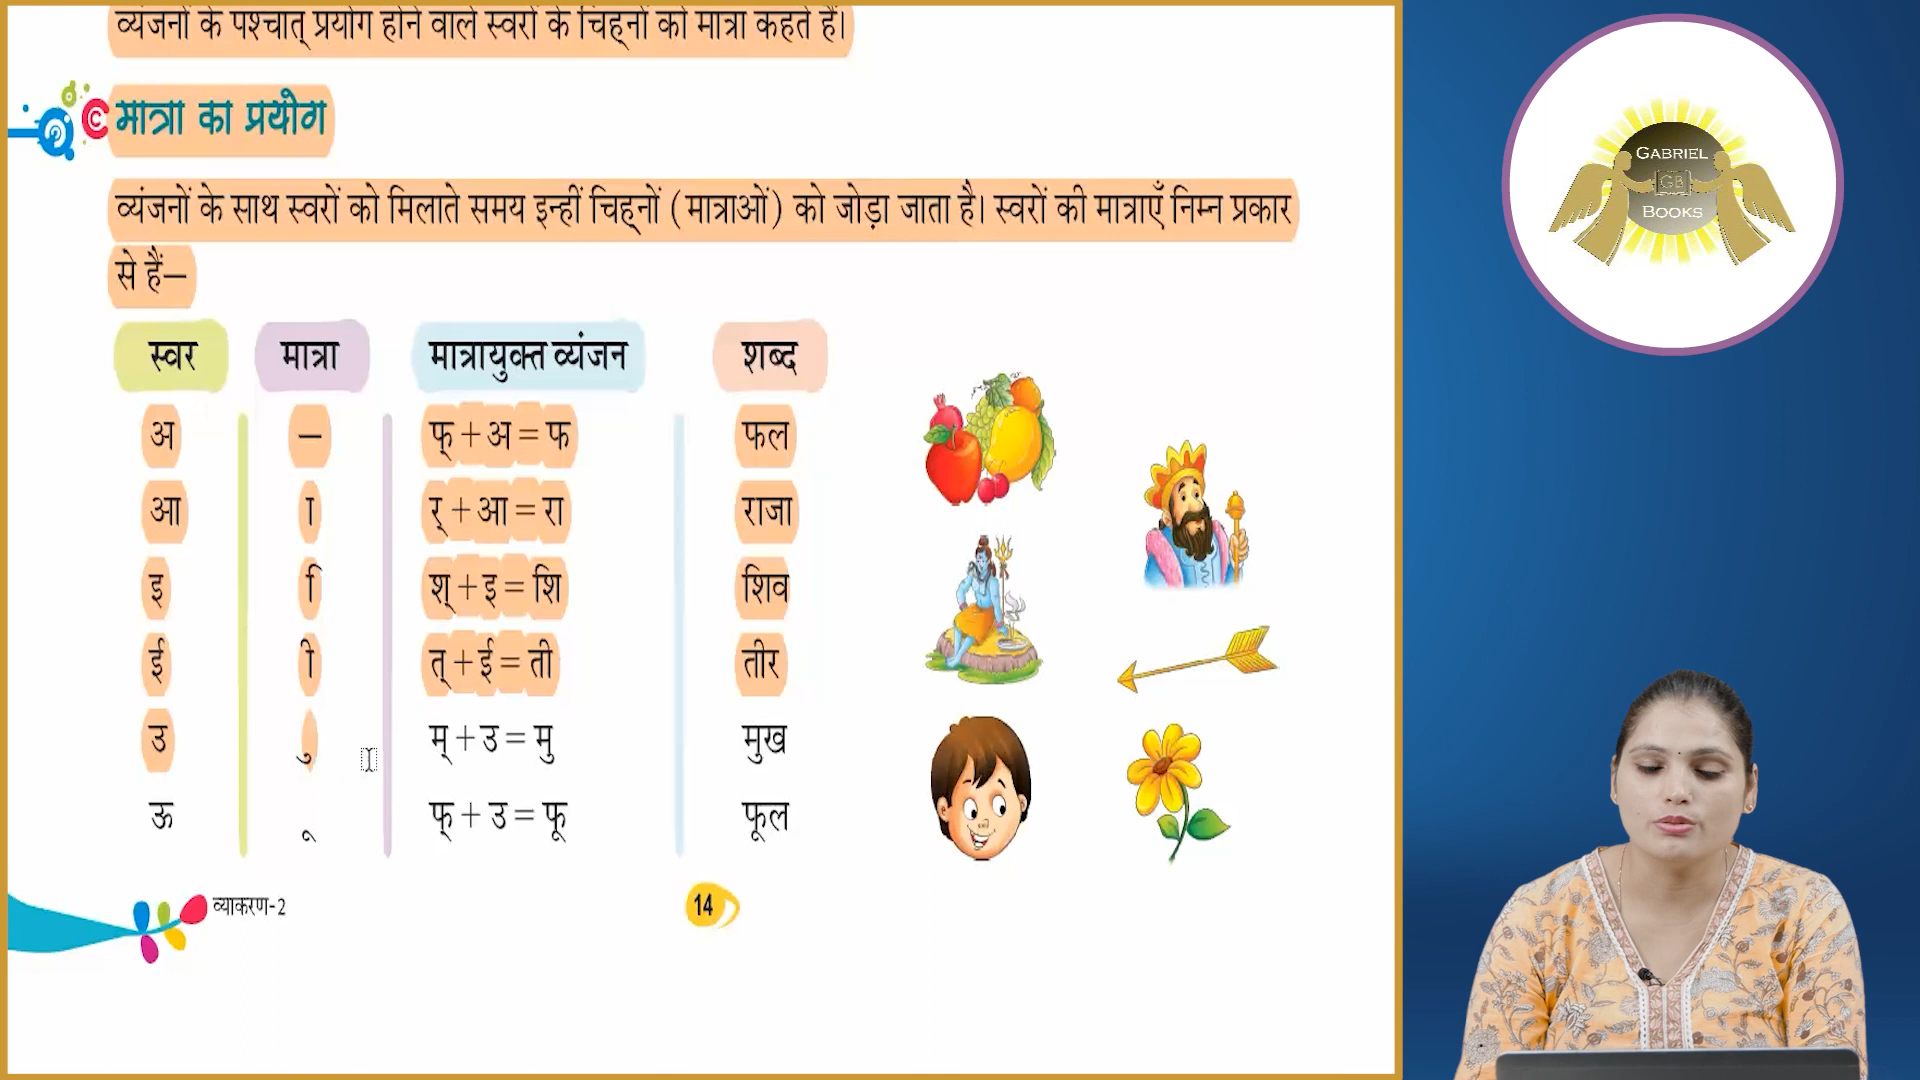 व्यंजनों के पश्चात् प्रयोग होने वाले स्वरों के चिह्नों को मात्रा कहते हैं।
मात्रा का प्रयोग
व्यंजनों के साथ स्वरों को मिलाते समय इन्हीं चिह्नों (मात्राओं) को जोड़ा जाता है। स्वरों की मात्राएँ निम्न प्रकार
से हैं—
स्वर मात्रा मात्रायुक्त व्यंजन शब्द
अ — फ् + अ = फ फल
आ ा र् + आ = रा राजा
इ ि श् + इ = शि शिव
ई ी त् + ई = ती तीर
उ ु म् + उ = मु मुख
ऊ ू फ् + उ = फू फूल
व्याकरण-2 14
GABRIEL
GB
BOOKS